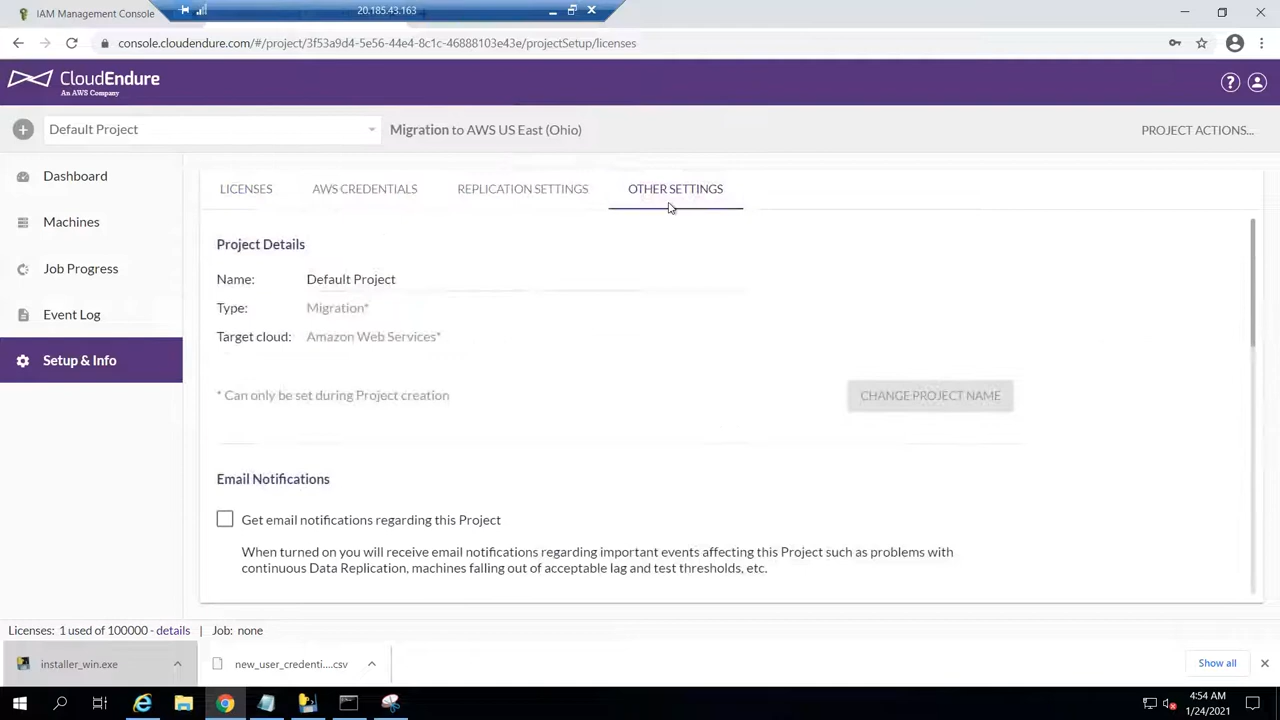 IAM Management Console
20.185.43.163
console.cloudendure.com/#/project/3f53a9d4-5e56-44e4-8c1c-46888103e43e/projectSetup/licenses
CloudEndure
An AWS Company
Default Project
Migration to AWS US East (Ohio)
PROJECT ACTIONS...
Dashboard
Machines
Job Progress
Event Log
Setup & Info
LICENSES
AWS CREDENTIALS
REPLICATION SETTINGS
OTHER SETTINGS
Project Details
Name: Default Project
Type: Migration*
Target cloud: Amazon Web Services*
* Can only be set during Project creation
CHANGE PROJECT NAME
Email Notifications
Get email notifications regarding this Project
When turned on you will receive email notifications regarding important events affecting this Project such as problems with
continuous Data Replication, machines falling out of acceptable lag and test thresholds, etc.
Licenses: 1 used of 100000 - details | Job: none
installer_win.exe
new_user_credenti....csv
Show all
4:54 AM
1/24/2021